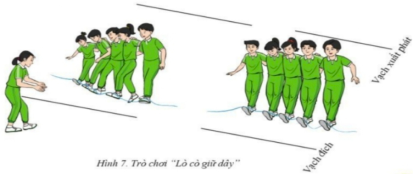 Vạch xuất phát
Vạch đích
Hình 7. Trò chơi "Lò cò giữ dây"